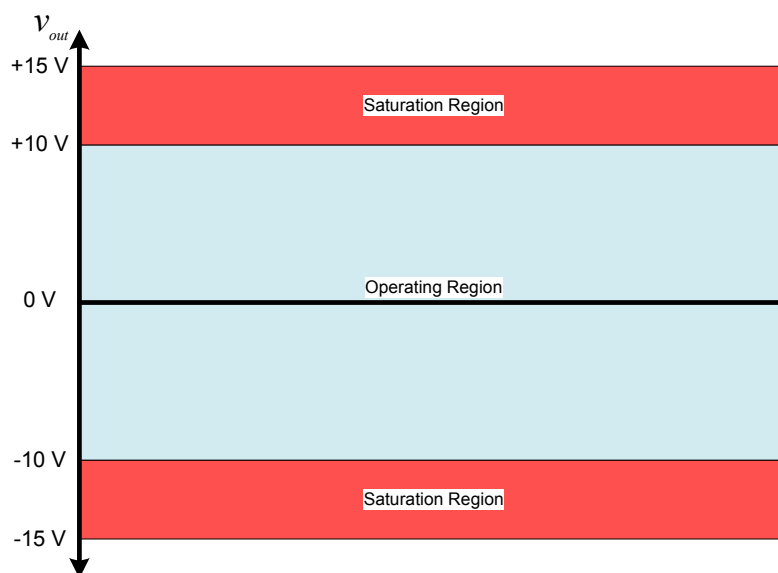 v_out
+15 V
Saturation Region
+10 V
Operating Region
0 V
-10 V
Saturation Region
-15 V